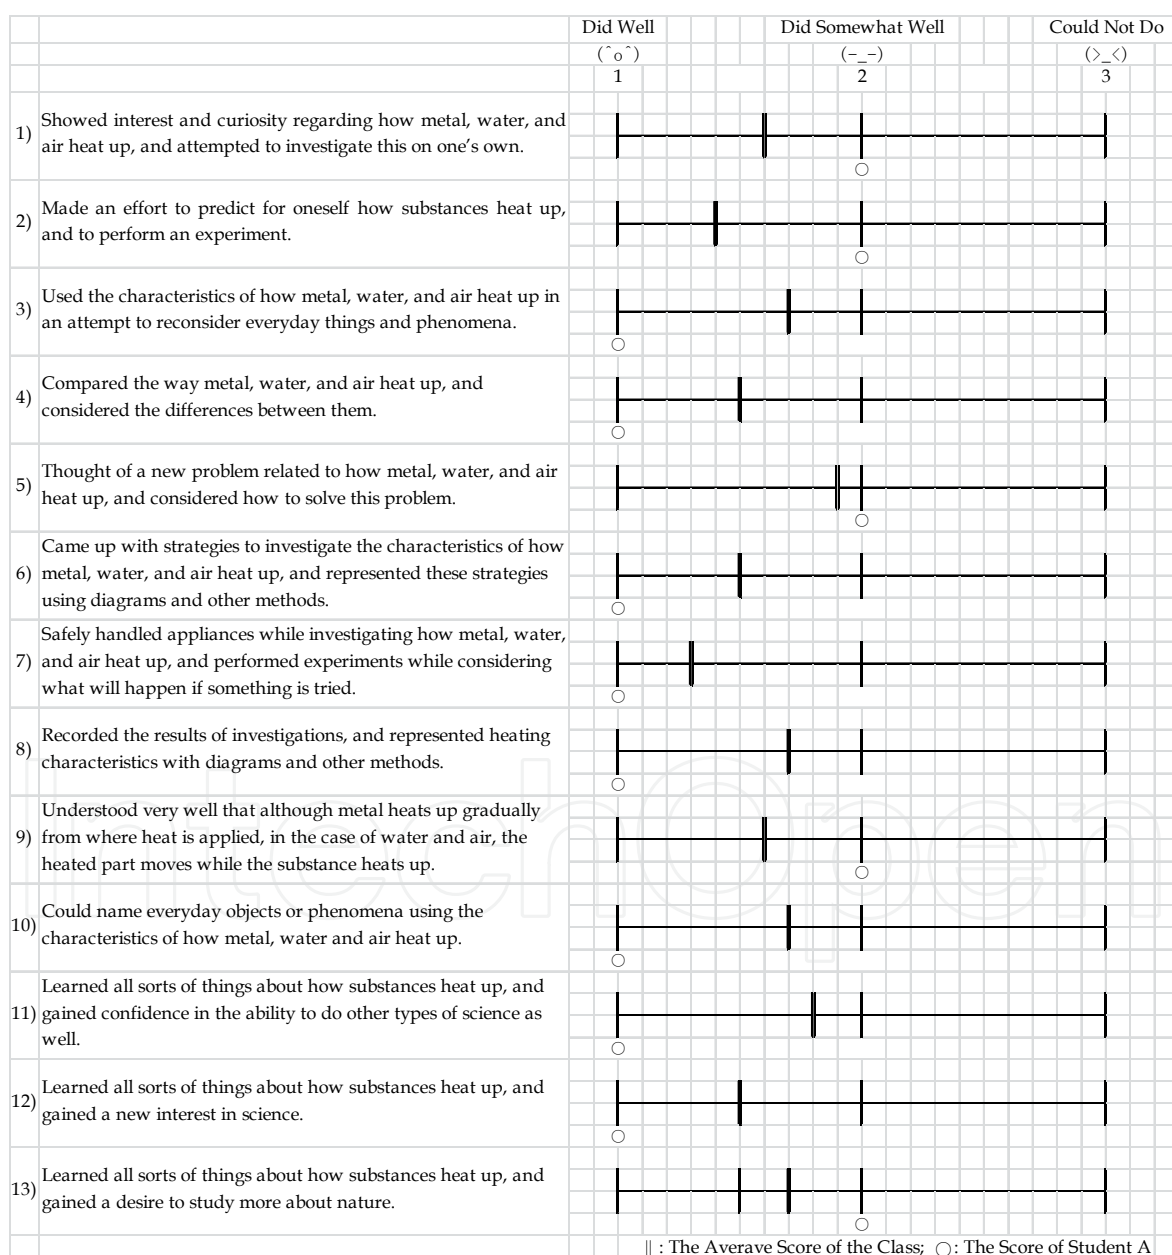 Did Well Did Somewhat Well Could Not Do
(^o^) (-_-) (>_<)
1 2 3
1) Showed interest and curiosity regarding how metal, water, and
air heat up, and attempted to investigate this on one's own.
2) Made an effort to predict for oneself how substances heat up,
and to perform an experiment.
3) Used the characteristics of how metal, water, and air heat up in
an attempt to reconsider everyday things and phenomena.
4) Compared the way metal, water, and air heat up, and
considered the differences between them.
5) Thought of a new problem related to how metal, water, and air
heat up, and considered how to solve this problem.
Came up with strategies to investigate the characteristics of how
6) metal, water, and air heat up, and represented these strategies
using diagrams and other methods.
Safely handled appliances while investigating how metal, water,
7) and air heat up, and performed experiments while considering
what will happen if something is tried.
8) Recorded the results of investigations, and represented heating
characteristics with diagrams and other methods.
Understood very well that although metal heats up gradually
9) from where heat is applied, in the case of water and air, the
heated part moves while the substance heats up.
10) Could name everyday objects or phenomena using the
characteristics of how metal, water and air heat up.
Learned all sorts of things about how substances heat up, and
11) gained confidence in the ability to do other types of science as
well.
12) Learned all sorts of things about how substances heat up, and
gained a new interest in science.
13) Learned all sorts of things about how substances heat up, and
gained a desire to study more about nature.
‖ : The Averave Score of the Class; ○: The Score of Student A
IntechOpen